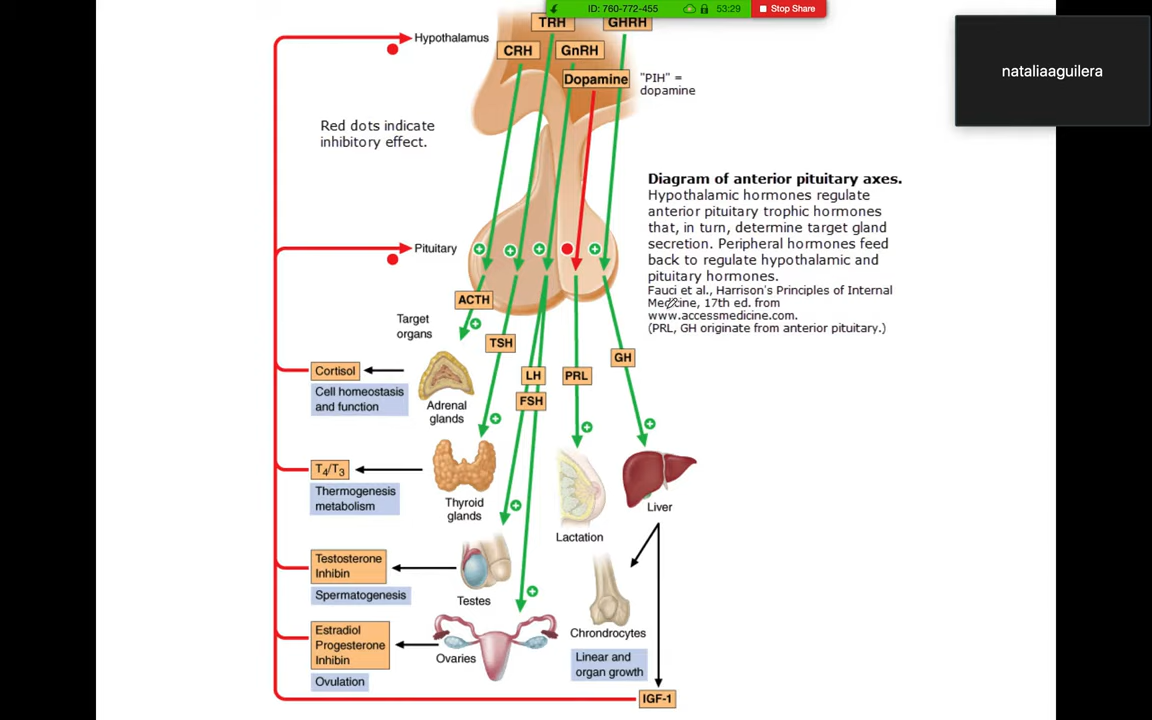 ID: 760-772-455
53:29
Stop Share
nataliaaguilera
TRH
GHRH
Hypothalamus
CRH
GnRH
Dopamine
"PIH" =
dopamine
Red dots indicate
inhibitory effect.
Diagram of anterior pituitary axes.
Hypothalamic hormones regulate
anterior pituitary trophic hormones
that, in turn, determine target gland
secretion. Peripheral hormones feed
back to regulate hypothalamic and
pituitary hormones.
Fauci et al., Harrison's Principles of Internal
Medicine, 17th ed. from
www.accessmedicine.com.
(PRL, GH originate from anterior pituitary.)
Pituitary
ACTH
Target
organs
TSH
GH
LH
PRL
FSH
Cortisol
Cell homeostasis
and function
Adrenal
glands
T4/T3
Thermogenesis
metabolism
Thyroid
glands
Lactation
Liver
Testosterone
Inhibin
Spermatogenesis
Testes
Estradiol
Progesterone
Inhibin
Ovulation
Ovaries
Chrondrocytes
Linear and
organ growth
IGF-1